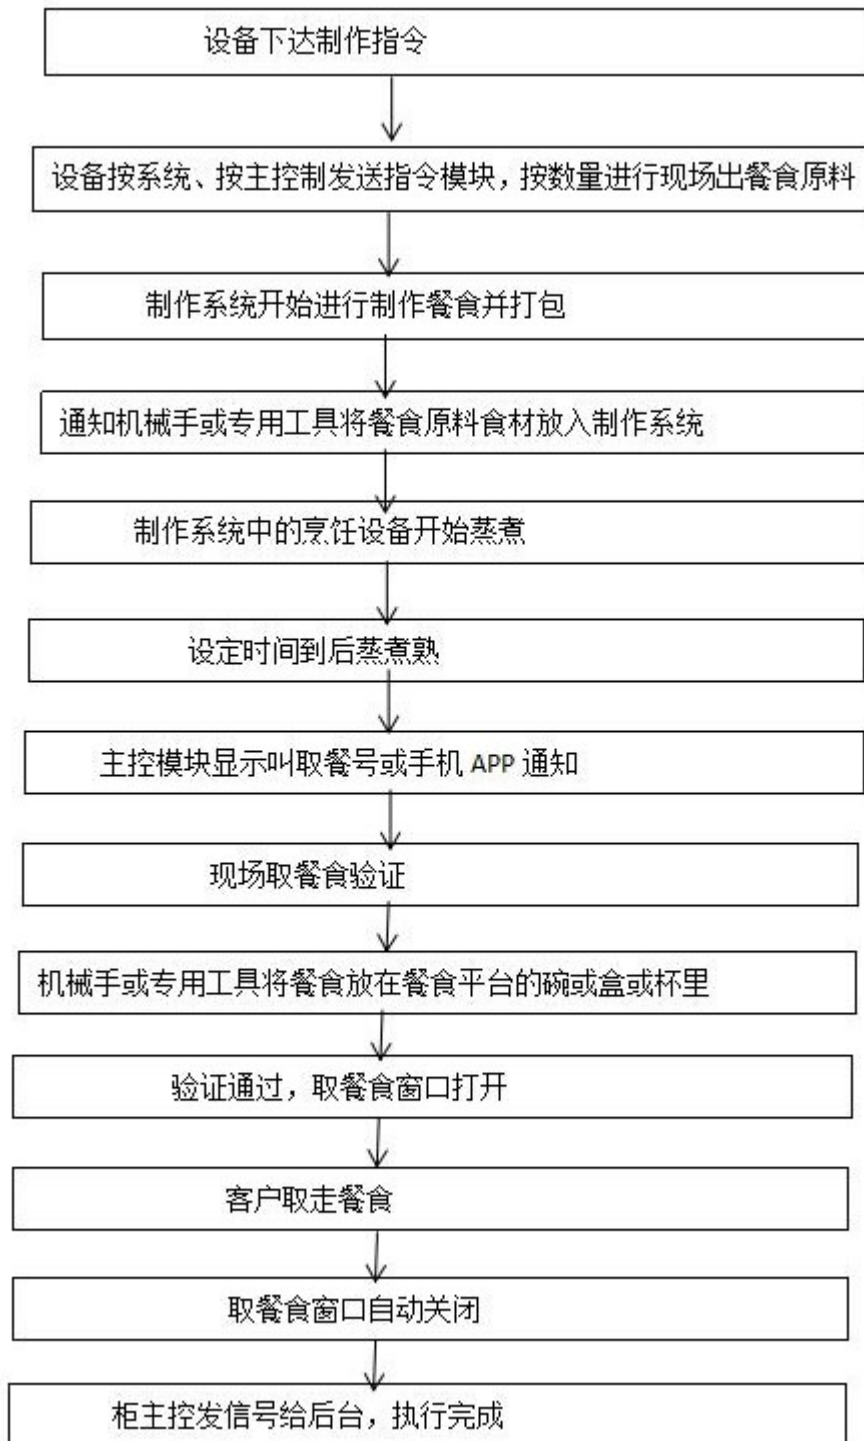 设备下达制作指令
设备按系统、按主控制发送指令模块，按数量进行现场出餐食原料
制作系统开始进行制作餐食并打包
通知机械手或专用工具将餐食原料食材放入制作系统
制作系统中的烹饪设备开始蒸煮
设定时间到后蒸煮熟
主控模块显示叫取餐号或手机 APP 通知
现场取餐食验证
机械手或专用工具将餐食放在餐食平台的碗或盒或杯里
验证通过，取餐食窗口打开
客户取走餐食
取餐食窗口自动关闭
柜主控发信号给后台，执行完成